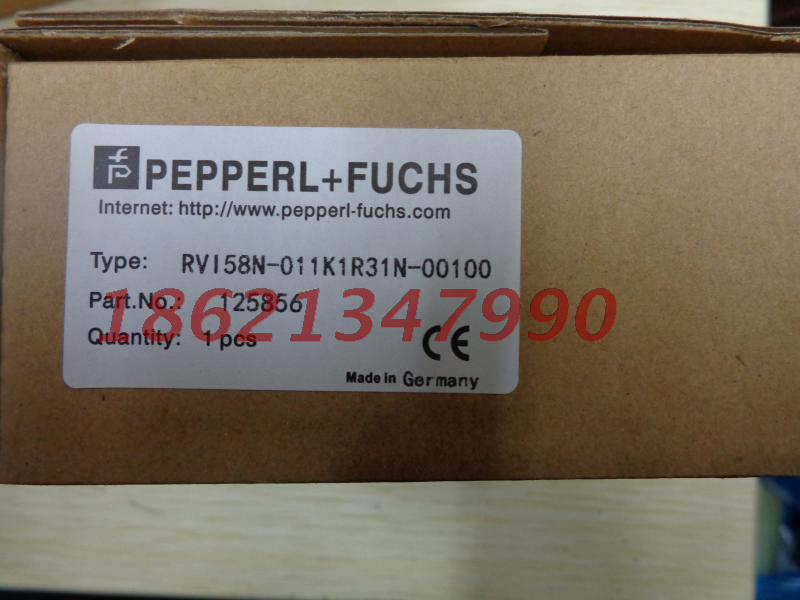 fp PEPPERL+FUCHS
Internet: http://www.pepperl-fuchs.com
Type: RVI58N-011K1R31N-00100
Part.No.: 125856
18621347990
Quantity: 1 pcs
CE
Made in Germany